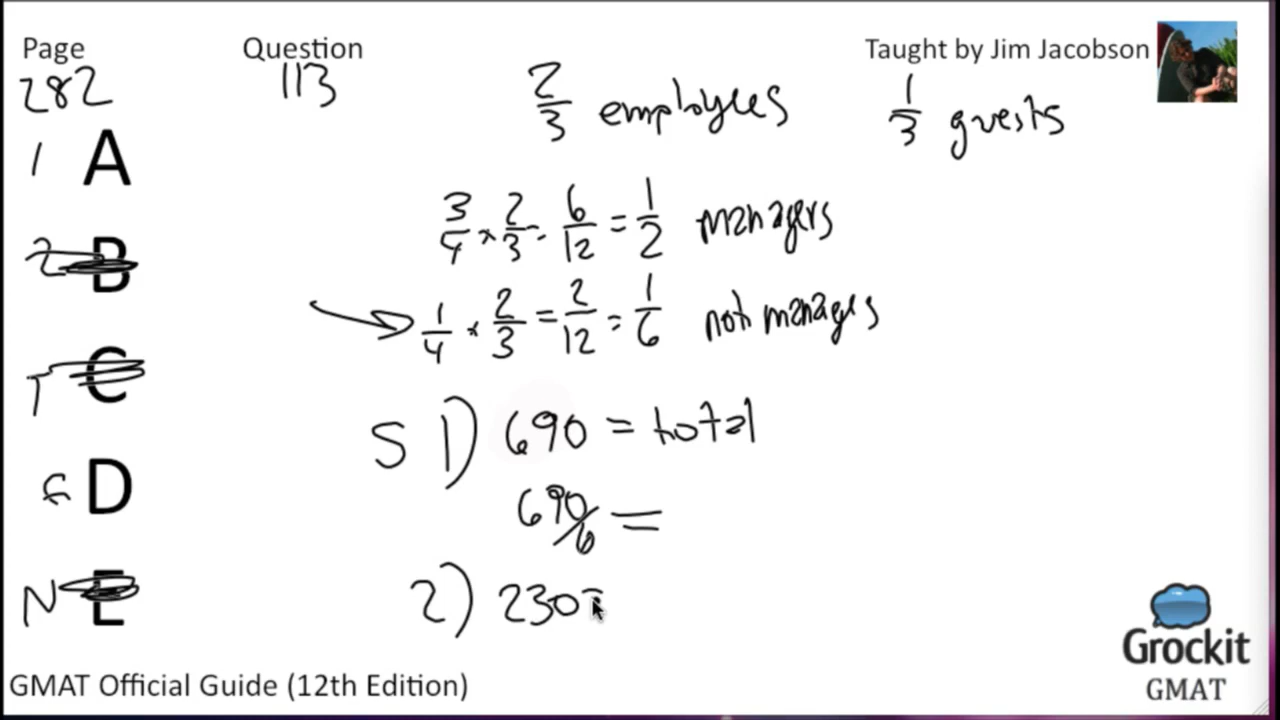 Page Question Taught by Jim Jacobson
282 113 2/3 employees 1/3 guests
1 A
3/4 × 2/3 = 6/12 = 1/2 managers
2 B
1/4 × 2/3 = 2/12 = 1/6 not manages
T C
S 1) 690 = total
D
690/6 =
N E
2) 230 =
Grockit
GMAT
GMAT Official Guide (12th Edition)